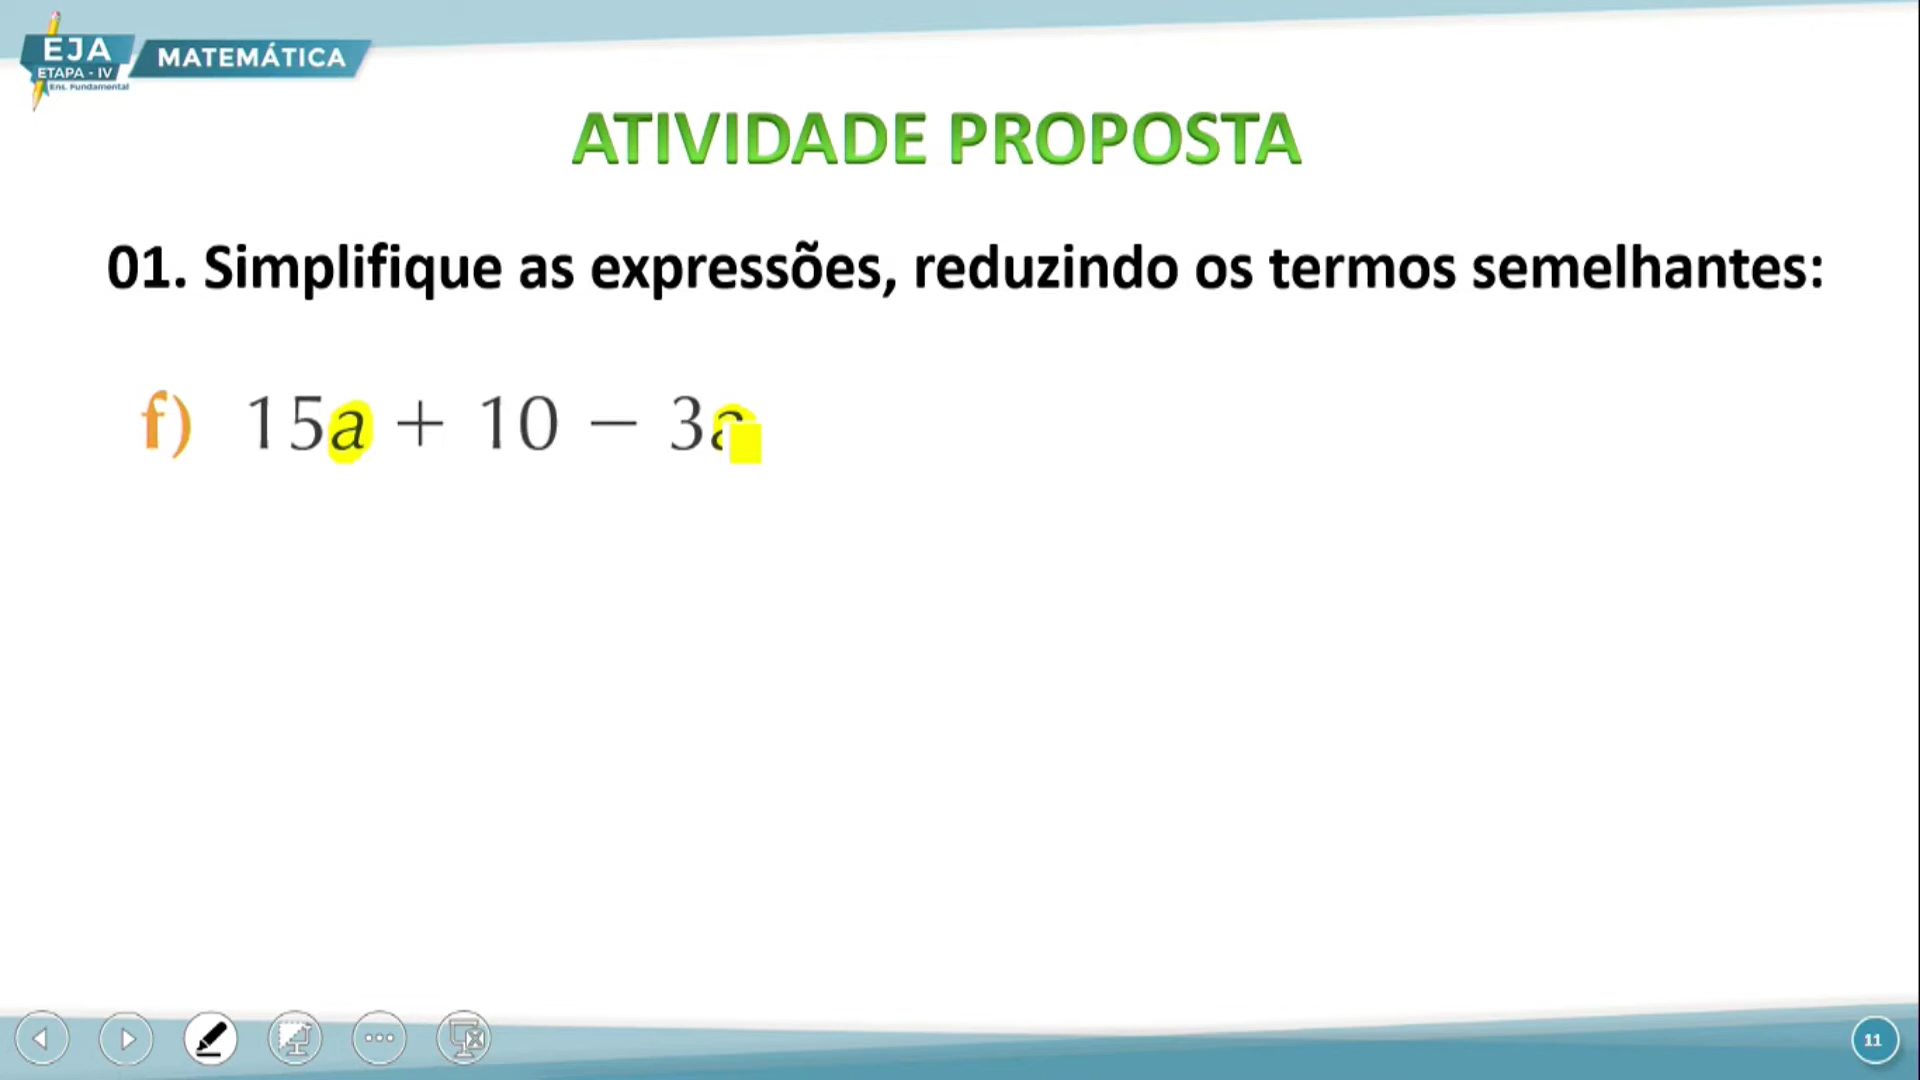 EJA
ETAPA - IV
Ens. Fundamental
MATEMÁTICA
ATIVIDADE PROPOSTA
01. Simplifique as expressões, reduzindo os termos semelhantes:
f) 15a + 10 − 3a
11